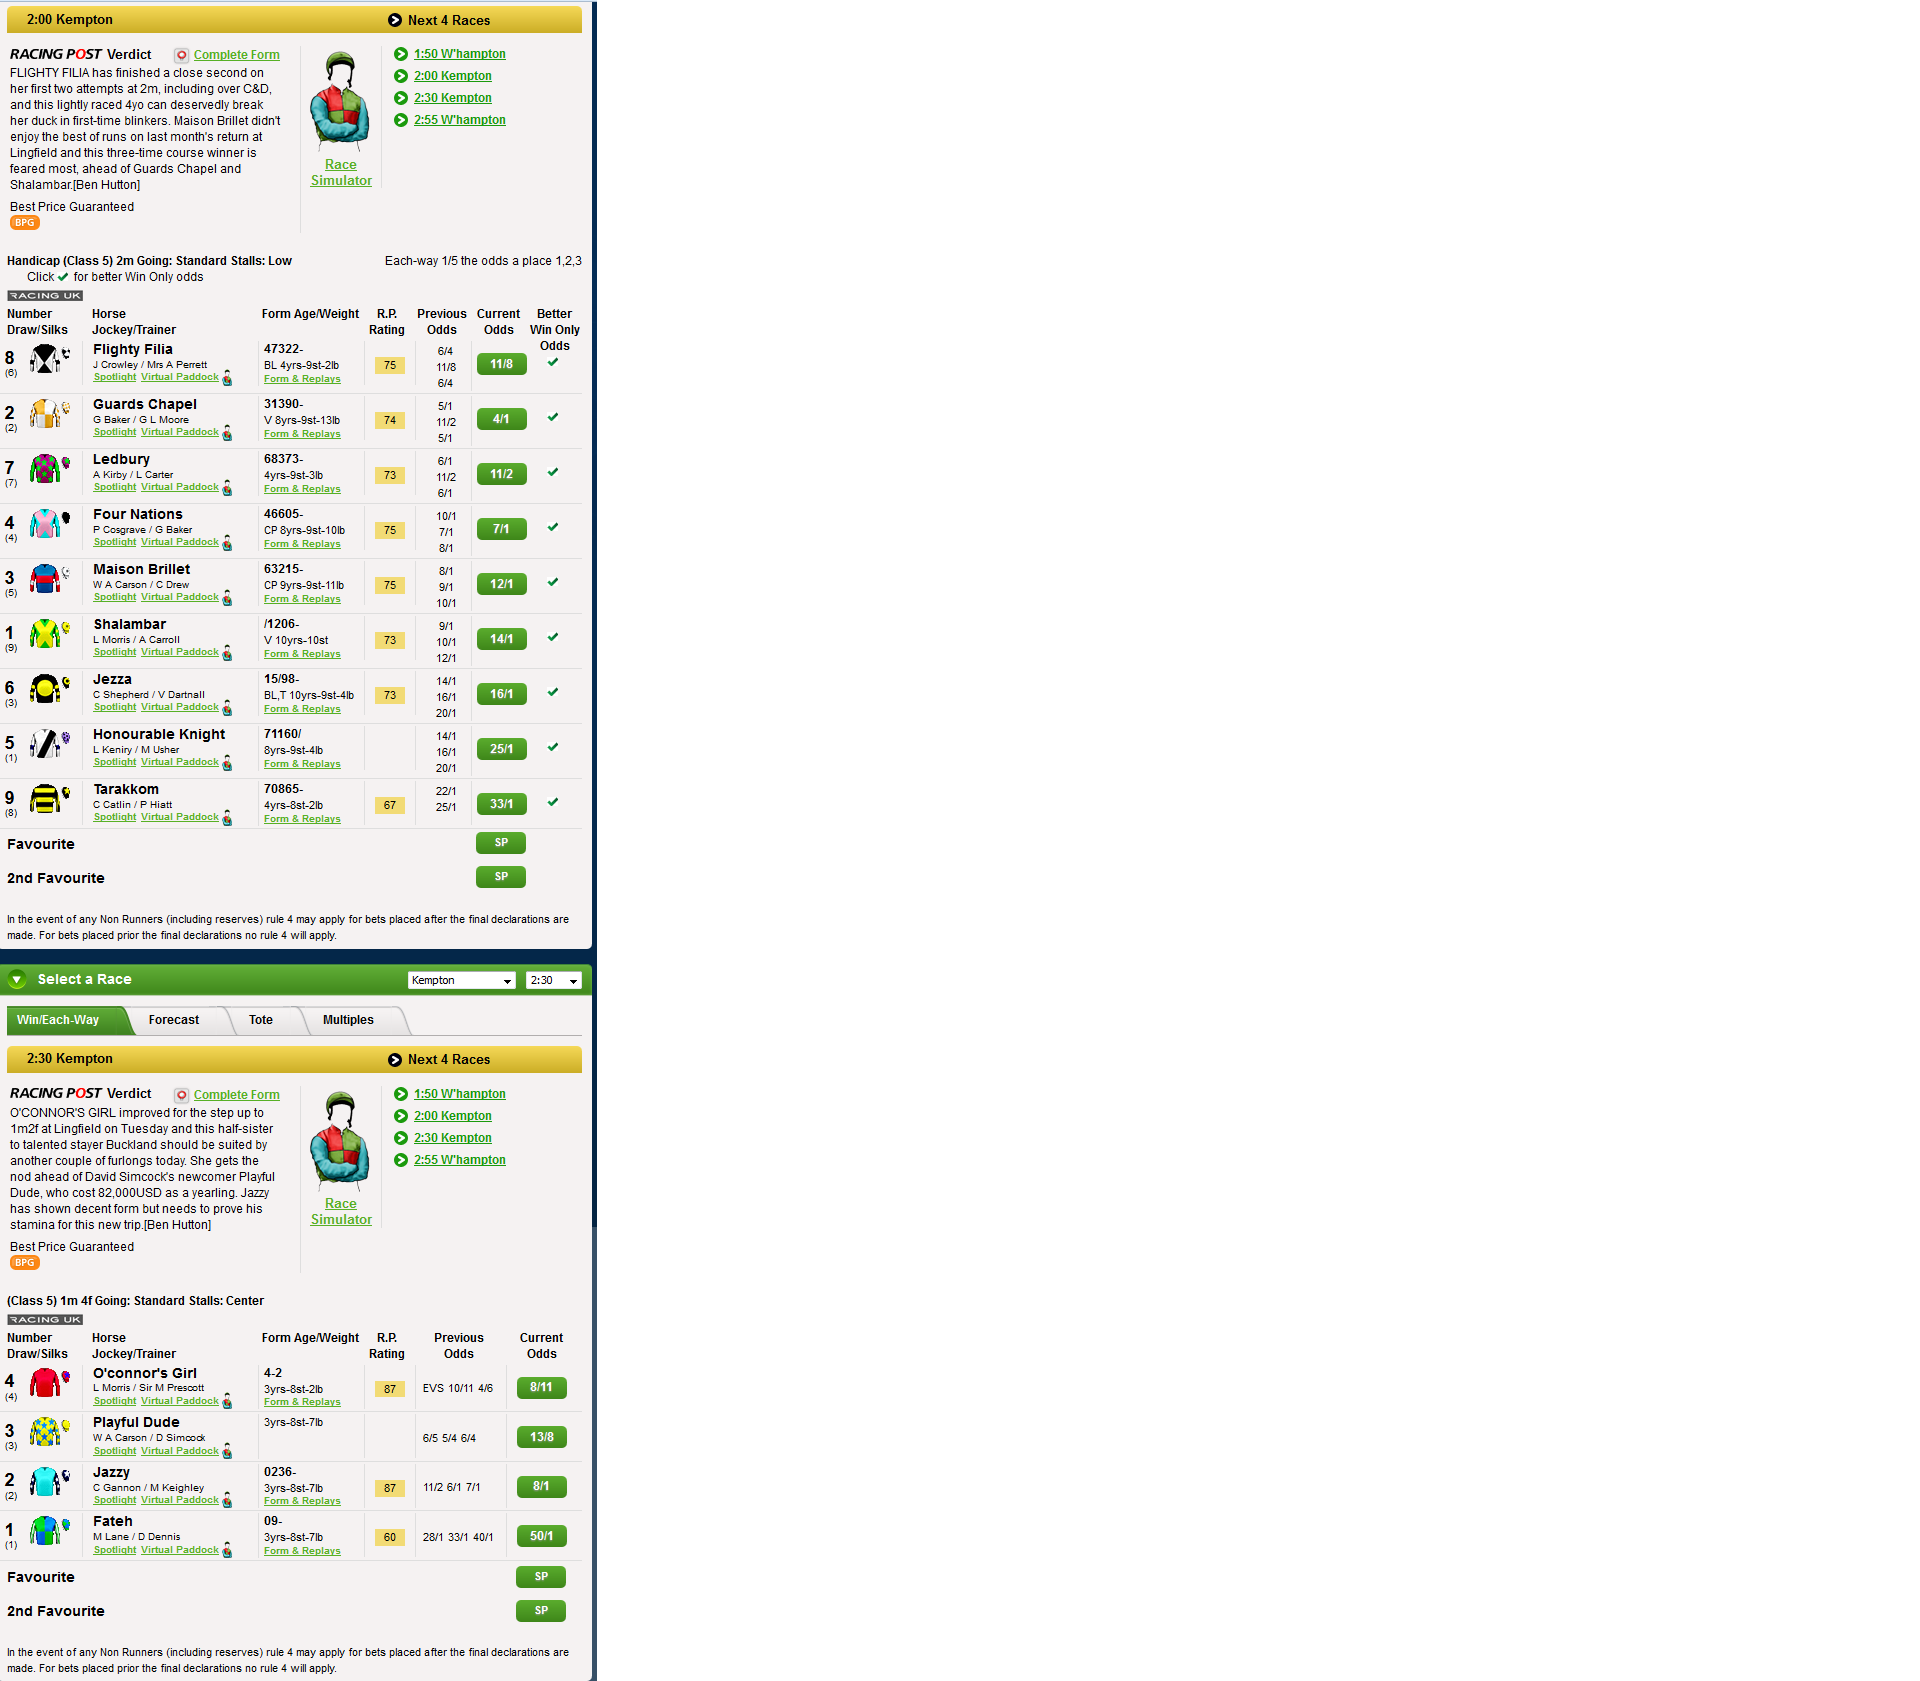 2:00 Kempton
Next 4 Races
RACING POST Verdict Complete Form
FLIGHTY FILIA has finished a close second on
her first two attempts at 2m, including over C&D,
and this lightly raced 4yo can deservedly break
her duck in first-time blinkers. Maison Brillet didn't
enjoy the best of runs on last month's return at
Lingfield and this three-time course winner is
feared most, ahead of Guards Chapel and
Shalambar.[Ben Hutton]
Best Price Guaranteed
BPG
Race
Simulator
1:50 W'hampton
2:00 Kempton
2:30 Kempton
2:55 W'hampton
Handicap (Class 5) 2m Going: Standard Stalls: Low Each-way 1/5 the odds a place 1,2,3
Click for better Win Only odds
RACING UK
Number Horse Form Age/Weight R.P. Previous Current Better
Draw/Silks Jockey/Trainer Rating Odds Odds Win Only
Odds
8 Flighty Filia 47322- 6/4
(6) J Crowley / Mrs A Perrett BL 4yrs-9st-2lb 75 11/8 11/8
Spotlight Virtual Paddock Form & Replays 6/4
2 Guards Chapel 31390- 5/1
(2) G Baker / G L Moore V 8yrs-9st-13lb 74 11/2 4/1
Spotlight Virtual Paddock Form & Replays 5/1
7 Ledbury 68373- 6/1
(7) A Kirby / L Carter 4yrs-9st-3lb 73 11/2 11/2
Spotlight Virtual Paddock Form & Replays 6/1
4 Four Nations 46605- 10/1
(4) P Cosgrave / G Baker CP 8yrs-9st-10lb 75 7/1 7/1
Spotlight Virtual Paddock Form & Replays 8/1
3 Maison Brillet 63215- 8/1
(5) W A Carson / C Drew CP 9yrs-9st-11lb 75 9/1 12/1
Spotlight Virtual Paddock Form & Replays 10/1
1 Shalambar /1206- 9/1
(9) L Morris / A Carroll V 10yrs-10st 73 10/1 14/1
Spotlight Virtual Paddock Form & Replays 12/1
6 Jezza 15/98- 14/1
(3) C Shepherd / V Dartnall BL,T 10yrs-9st-4lb 73 16/1 16/1
Spotlight Virtual Paddock Form & Replays 20/1
5 Honourable Knight 71160/ 14/1
(1) L Keniry / M Usher 8yrs-9st-4lb 16/1 25/1
Spotlight Virtual Paddock Form & Replays 20/1
9 Tarakkom 70865- 22/1
(8) C Catlin / P Hiatt 4yrs-8st-2lb 67 25/1 33/1
Spotlight Virtual Paddock Form & Replays
Favourite SP
2nd Favourite SP
In the event of any Non Runners (including reserves) rule 4 may apply for bets placed after the final declarations are
made. For bets placed prior the final declarations no rule 4 will apply.
Select a Race Kempton 2:30
Win/Each-Way Forecast Tote Multiples
2:30 Kempton
Next 4 Races
RACING POST Verdict Complete Form
O'CONNOR'S GIRL improved for the step up to
1m2f at Lingfield on Tuesday and this half-sister
to talented stayer Buckland should be suited by
another couple of furlongs today. She gets the
nod ahead of David Simcock's newcomer Playful
Dude, who cost 82,000USD as a yearling. Jazzy
has shown decent form but needs to prove his
stamina for this new trip.[Ben Hutton]
Best Price Guaranteed
BPG
Race
Simulator
1:50 W'hampton
2:00 Kempton
2:30 Kempton
2:55 W'hampton
(Class 5) 1m 4f Going: Standard Stalls: Center
RACING UK
Number Horse Form Age/Weight R.P. Previous Current
Draw/Silks Jockey/Trainer Rating Odds Odds
4 O'connor's Girl 4-2
(4) L Morris / Sir M Prescott 3yrs-8st-2lb 87 EVS 10/11 4/6 8/11
Spotlight Virtual Paddock Form & Replays
3 Playful Dude 3yrs-8st-7lb
(3) W A Carson / D Simcock 6/5 5/4 6/4 13/8
Spotlight Virtual Paddock
2 Jazzy 0236-
(2) C Gannon / M Keighley 3yrs-8st-7lb 87 11/2 6/1 7/1 8/1
Spotlight Virtual Paddock Form & Replays
1 Fateh 09-
(1) M Lane / D Dennis 3yrs-8st-7lb 60 28/1 33/1 40/1 50/1
Spotlight Virtual Paddock Form & Replays
Favourite SP
2nd Favourite SP
In the event of any Non Runners (including reserves) rule 4 may apply for bets placed after the final declarations are
made. For bets placed prior the final declarations no rule 4 will apply.